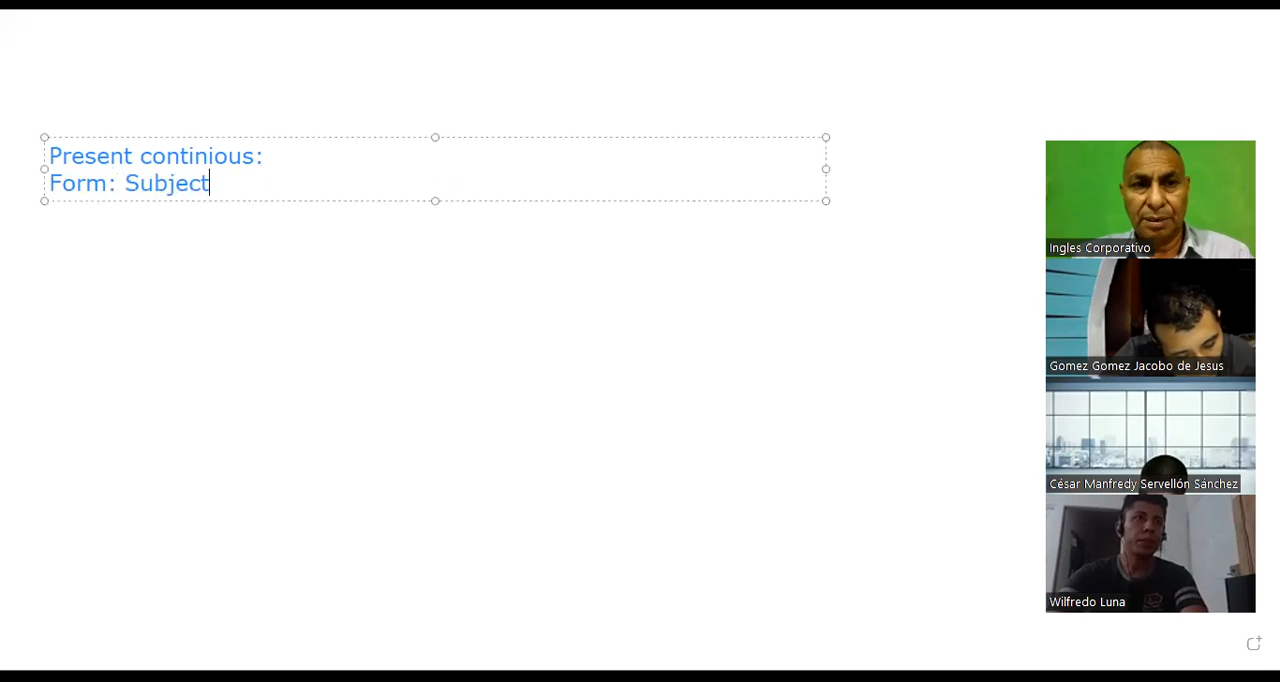 Present continious:
Form: Subject
Ingles Corporativo
Gomez Gomez Jacobo de Jesus
César Manfredy Servellón Sánchez
Wilfredo Luna